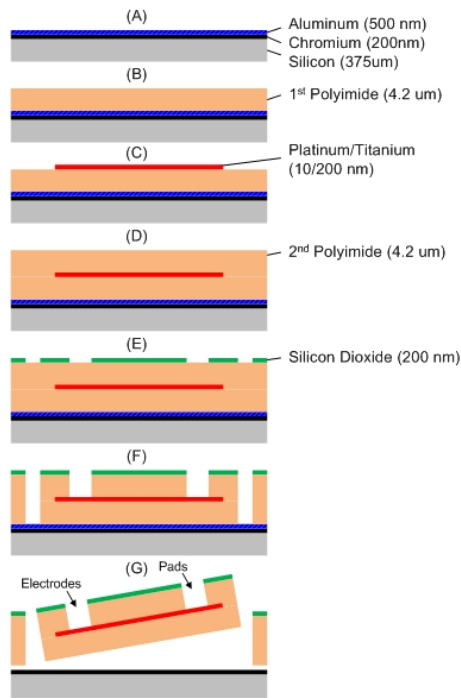 (A)
Aluminum (500 nm)
Chromium (200nm)
Silicon (375um)
(B)
1st Polyimide (4.2 um)
(C)
Platinum/Titanium
(10/200 nm)
(D)
2nd Polyimide (4.2 um)
(E)
Silicon Dioxide (200 nm)
(F)
(G)
Electrodes
Pads